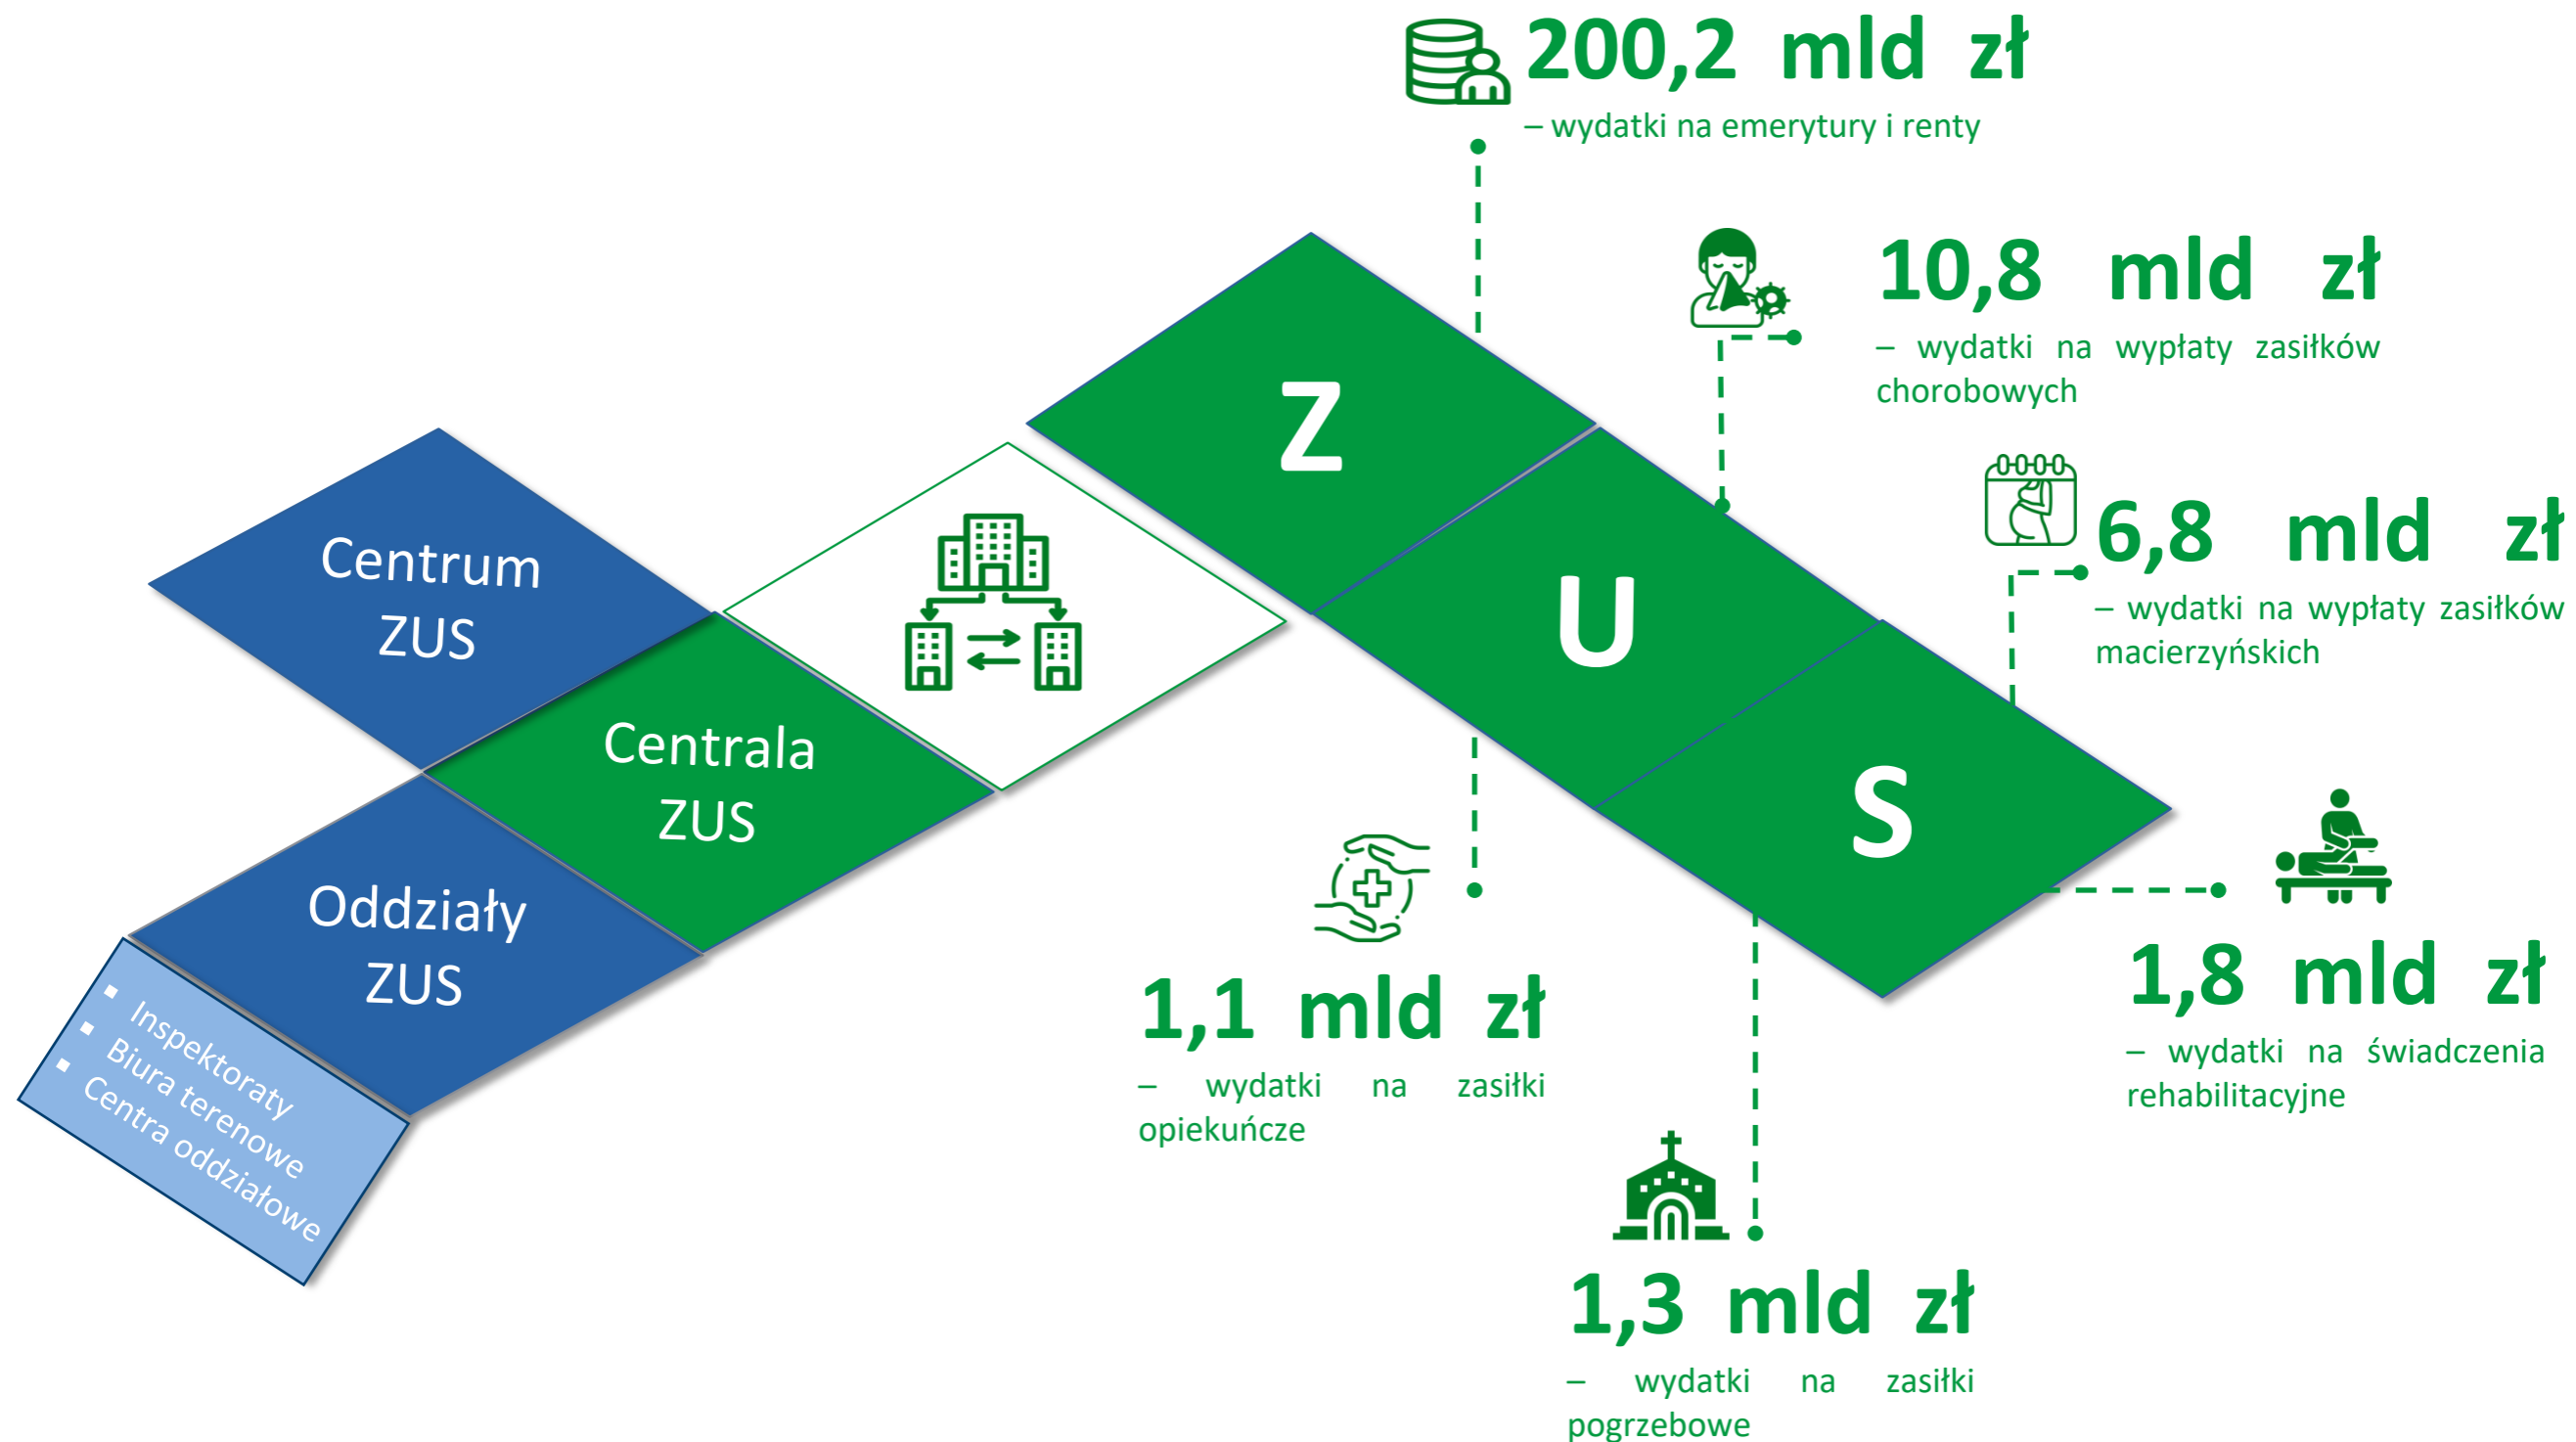 200,2 mld zł
– wydatki na emerytury i renty
10,8 mld zł
– wydatki na wypłaty zasiłków
chorobowych
6,8 mld zł
– wydatki na wypłaty zasiłków
macierzyńskich
Z
U
S
Centrum
ZUS
Centrala
ZUS
Oddziały
ZUS
▪ Inspektoraty
▪ Biura terenowe
▪ Centra oddziałowe
1,1 mld zł
– wydatki na zasiłki
opiekuńcze
1,8 mld zł
– wydatki na świadczenia
rehabilitacyjne
1,3 mld zł
– wydatki na zasiłki
pogrzebowe